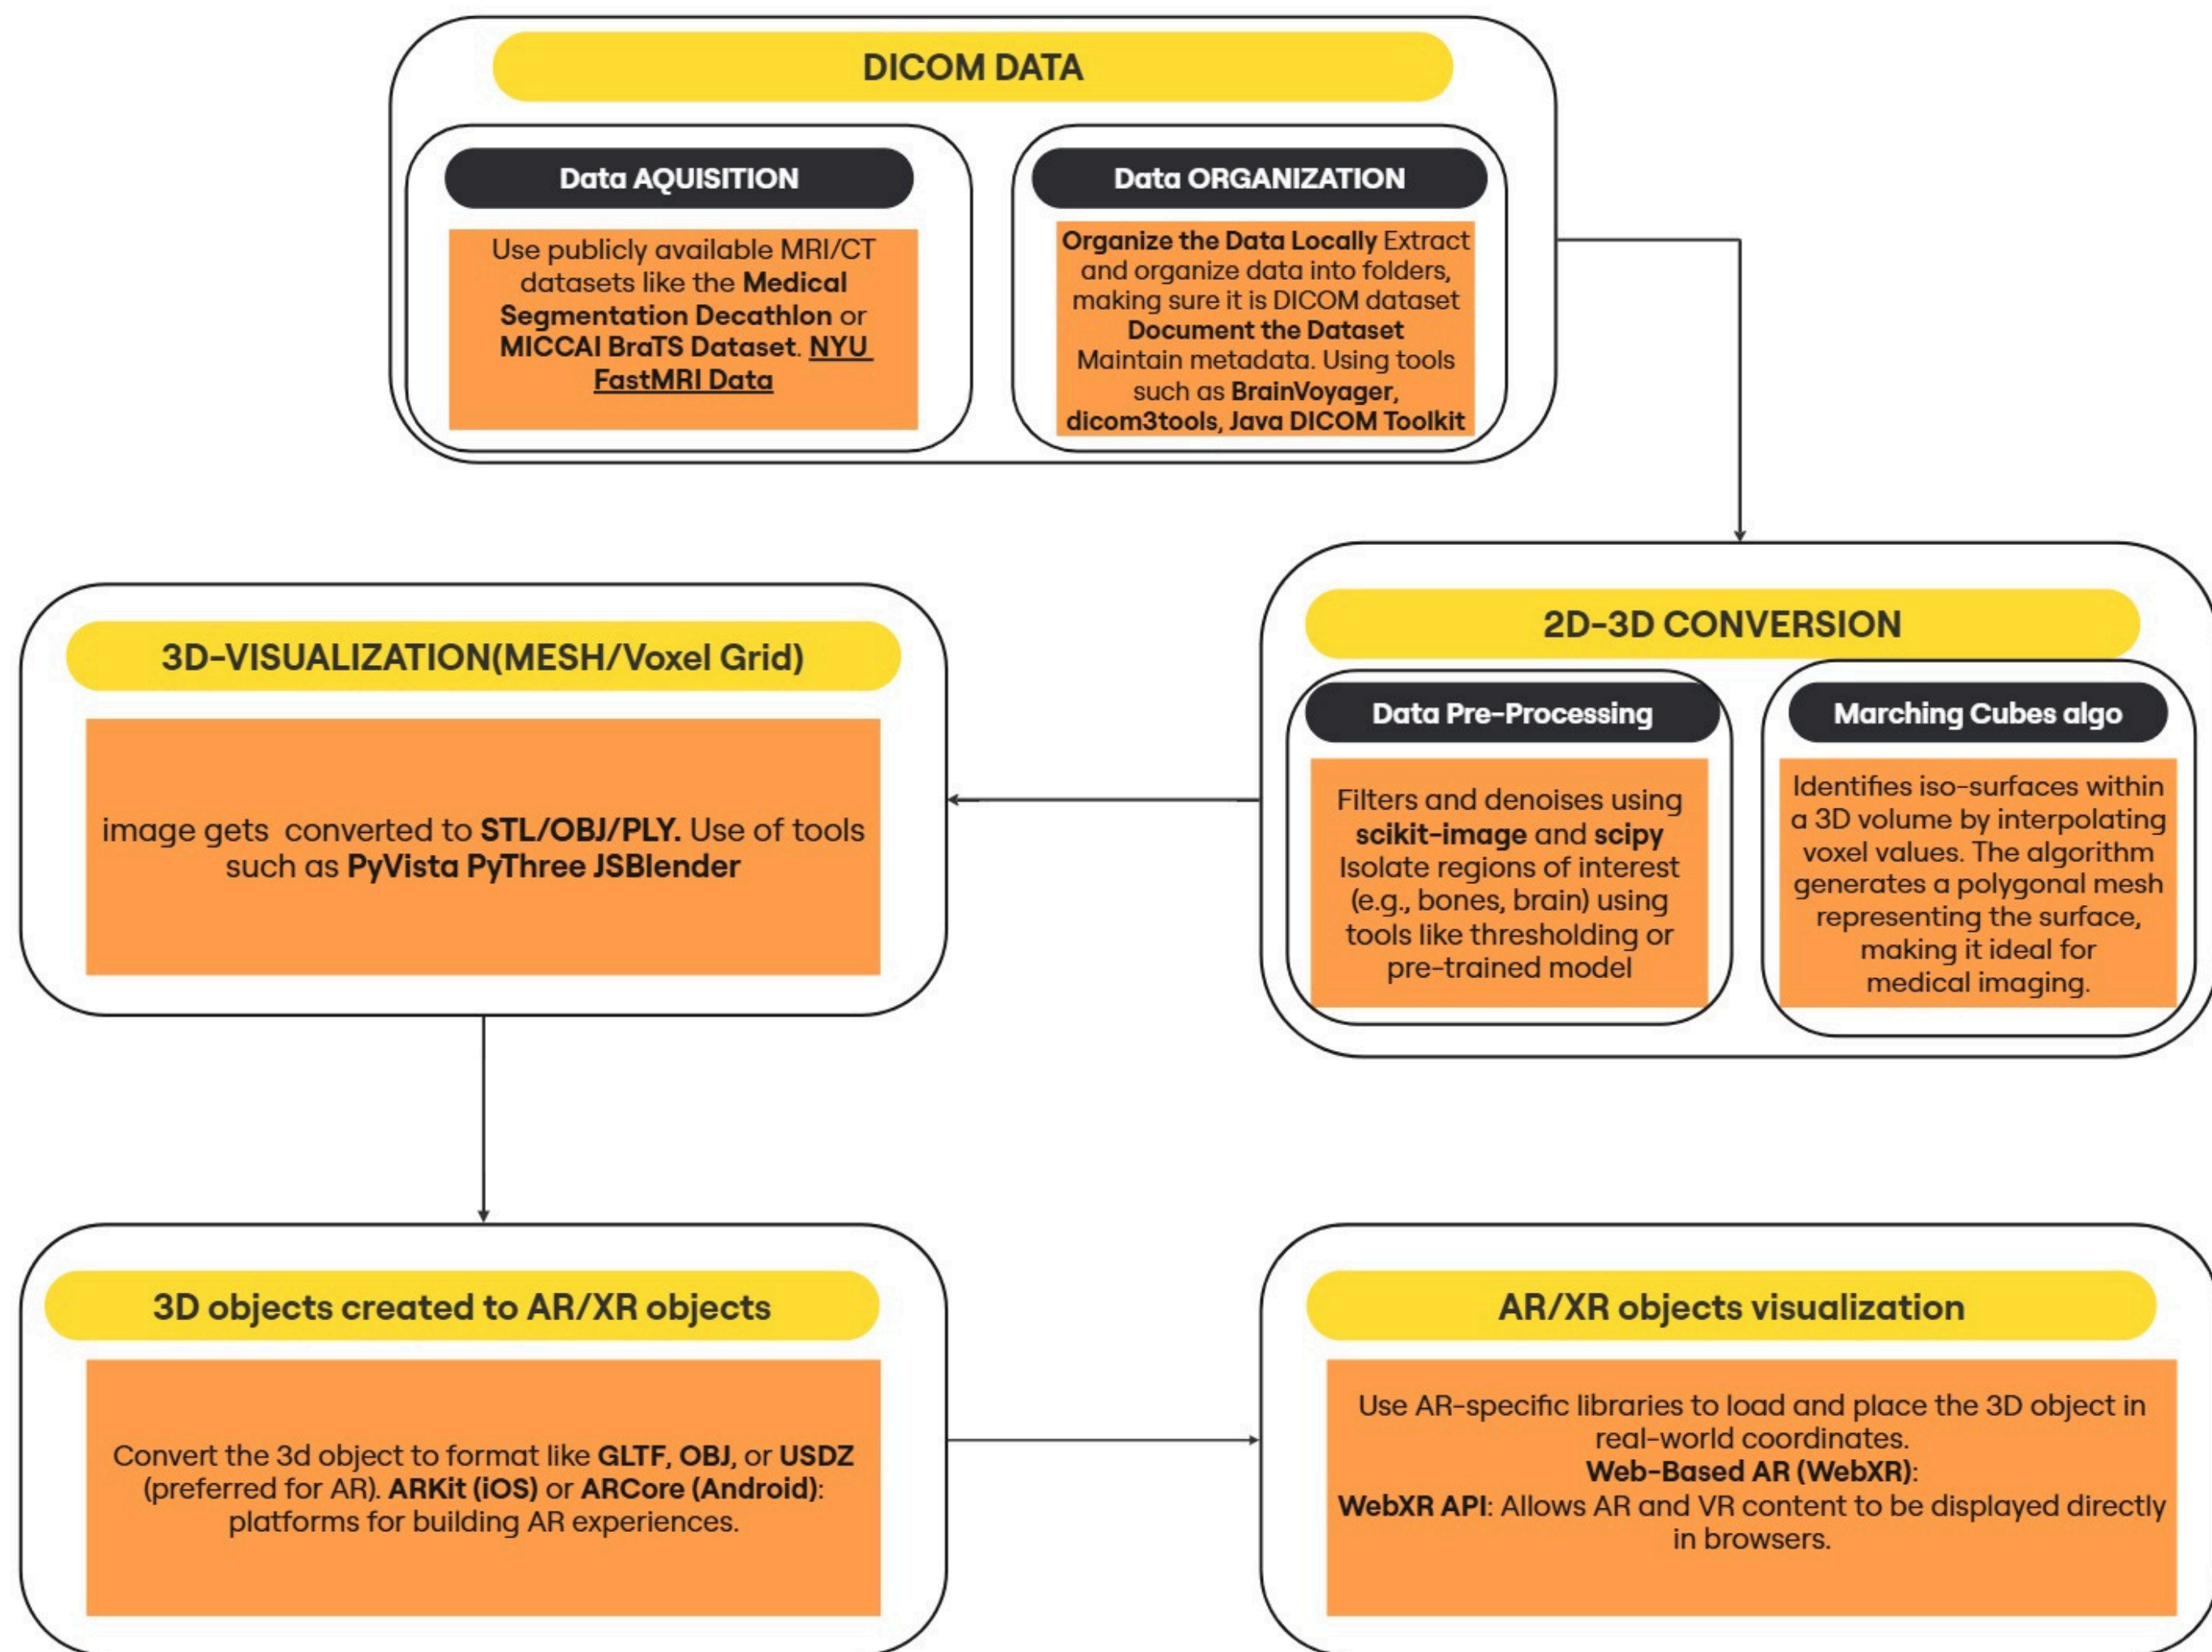 DICOM DATA
Data AQUISITION
Use publicly available MRI/CT
datasets like the Medical
Segmentation Decathlon or
MICCAI BraTS Dataset. NYU
FastMRI Data
Data ORGANIZATION
Organize the Data Locally Extract
and organize data into folders,
making sure it is DICOM dataset
Document the Dataset
Maintain metadata. Using tools
such as BrainVoyager,
dicom3tools, Java DICOM Toolkit
2D-3D CONVERSION
Data Pre-Processing
Filters and denoises using
scikit-image and scipy
Isolate regions of interest
(e.g., bones, brain) using
tools like thresholding or
pre-trained model
Marching Cubes algo
Identifies iso-surfaces within
a 3D volume by interpolating
voxel values. The algorithm
generates a polygonal mesh
representing the surface,
making it ideal for
medical imaging.
3D-VISUALIZATION(MESH/Voxel Grid)
image gets converted to STL/OBJ/PLY. Use of tools
such as PyVista PyThree JSBlender
3D objects created to AR/XR objects
Convert the 3d object to format like GLTF, OBJ, or USDZ
(preferred for AR). ARKit (iOS) or ARCore (Android):
platforms for building AR experiences.
AR/XR objects visualization
Use AR-specific libraries to load and place the 3D object in
real-world coordinates.
Web-Based AR (WebXR):
WebXR API: Allows AR and VR content to be displayed directly
in browsers.